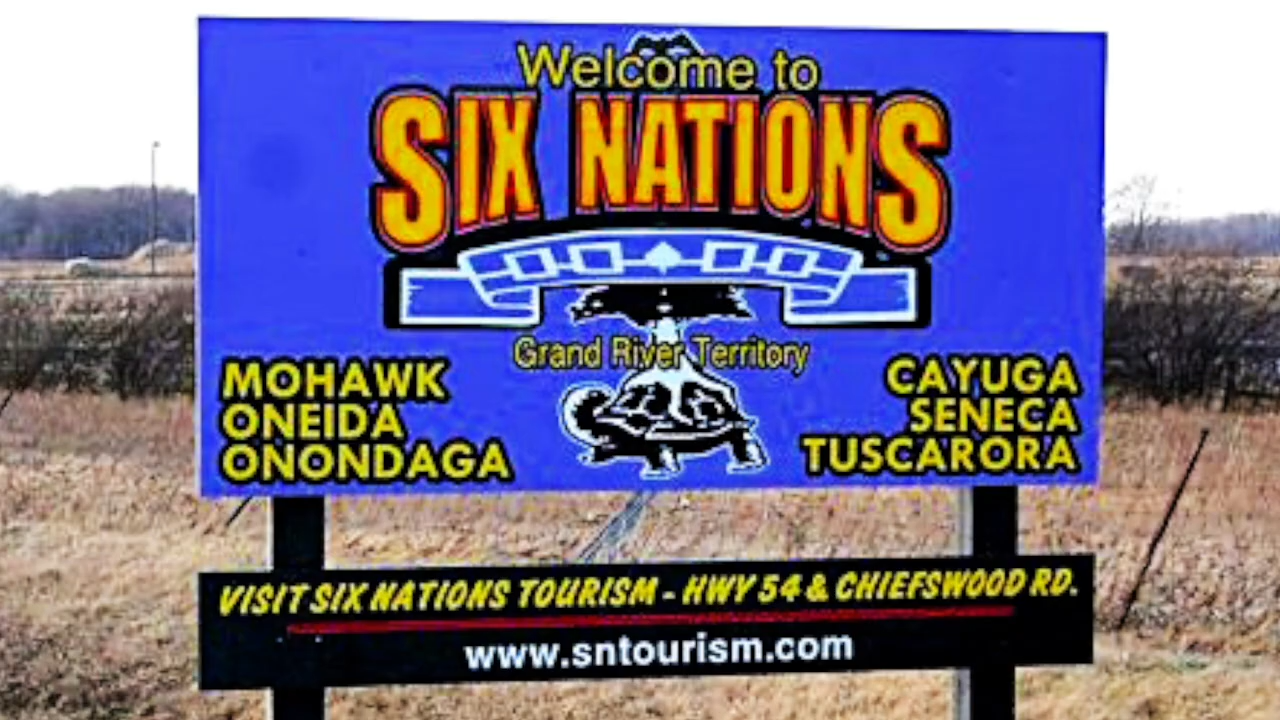 Welcome to
SIX NATIONS
Grand River Territory
MOHAWK
ONEIDA
ONONDAGA
CAYUGA
SENECA
TUSCARORA
VISIT SIX NATIONS TOURISM - HWY 54 & CHIEFSWOOD RD.
www.sntourism.com